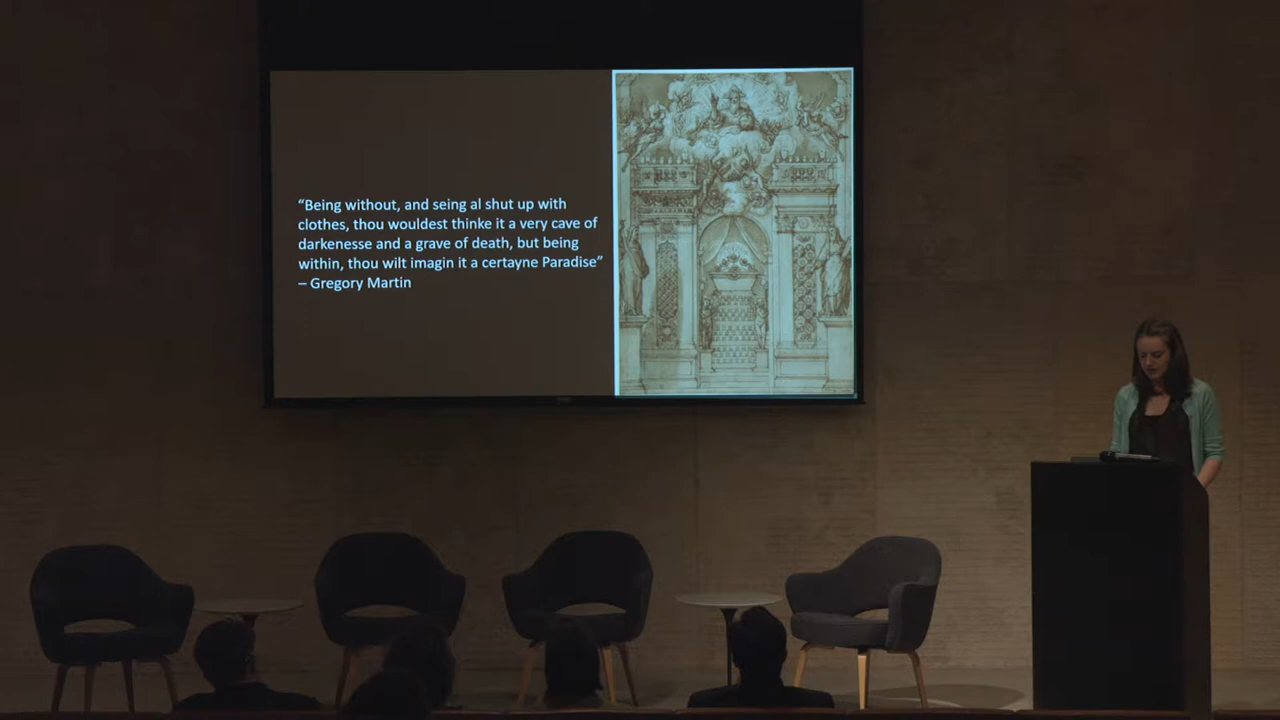 “Being without, and seing al shut up with
clothes, thou wouldest thinke it a very cave of
darkenesse and a grave of death, but being
within, thou wilt imagin it a certayne Paradise”
– Gregory Martin